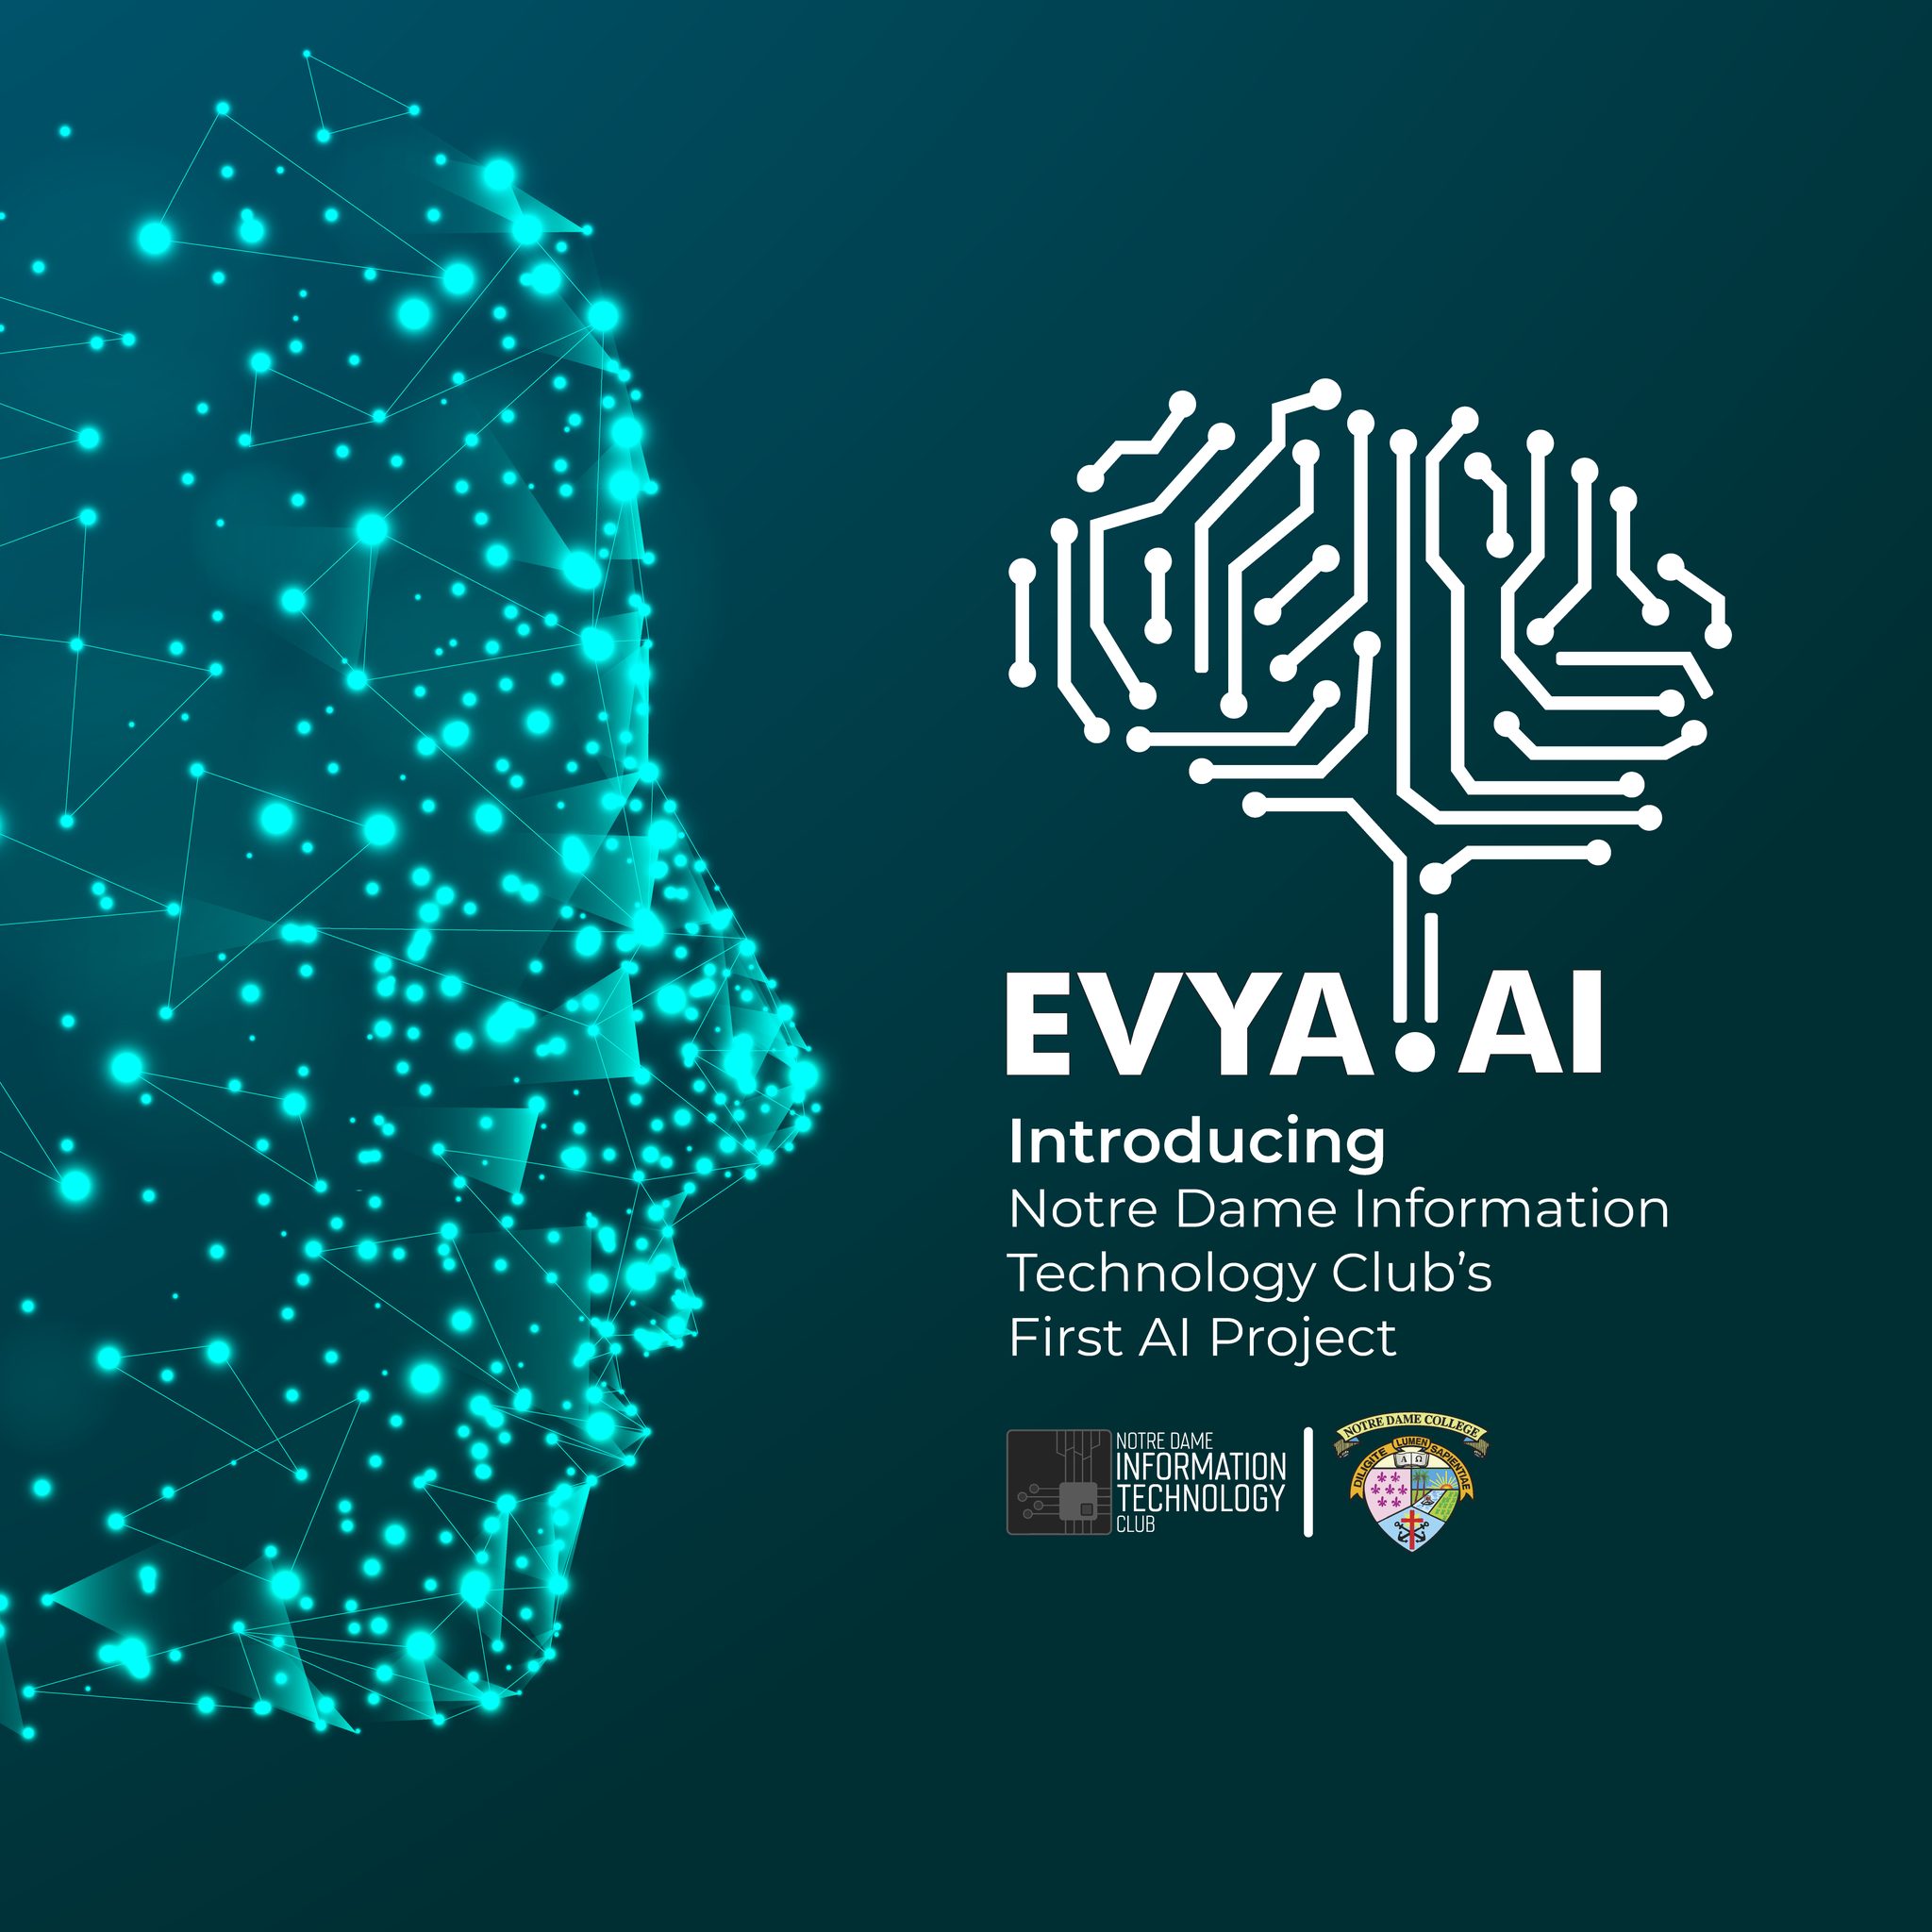 EVYA.AI
Introducing
Notre Dame Information
Technology Club's
First AI Project
NOTRE DAME
INFORMATION
TECHNOLOGY
CLUB
NOTRE DAME COLLEGE
DILIGITE LUMEN SAPIENTIAE
Α Ω